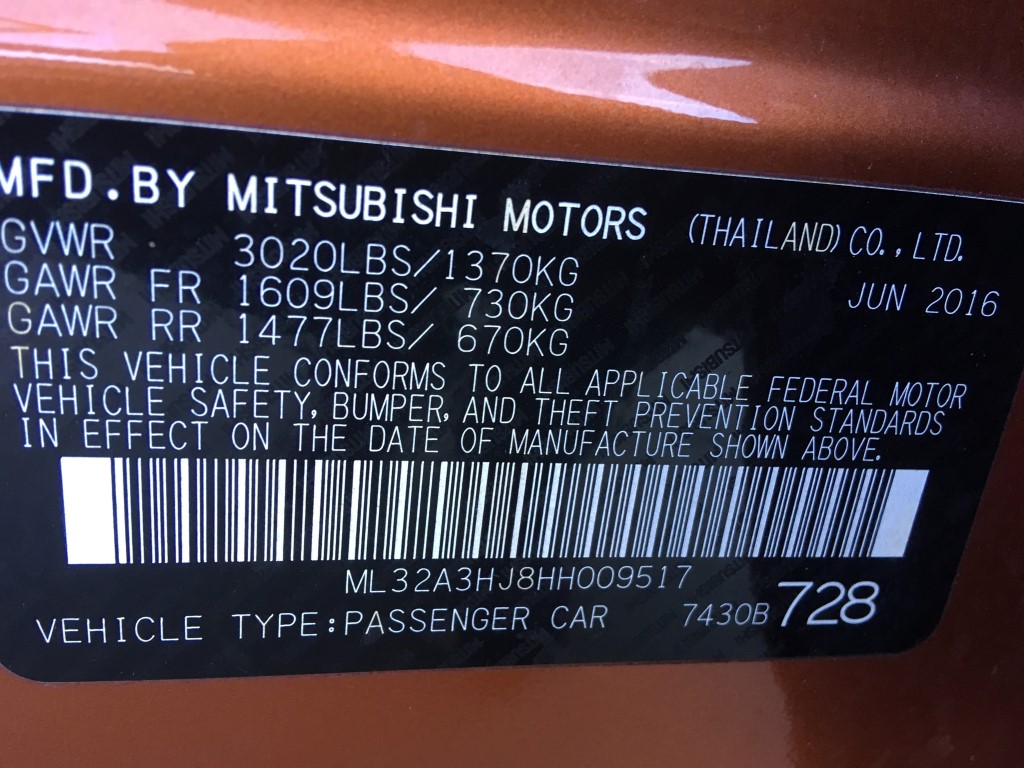 MFD.BY MITSUBISHI MOTORS (THAILAND)CO.,LTD.
GVWR 3020LBS/1370KG JUN 2016
GAWR FR 1609LBS/ 730KG
GAWR RR 1477LBS/ 670KG
THIS VEHICLE CONFORMS TO ALL APPLICABLE FEDERAL MOTOR
VEHICLE SAFETY, BUMPER, AND THEFT PREVENTION STANDARDS
IN EFFECT ON THE DATE OF MANUFACTURE SHOWN ABOVE.
ML32A3HJ8HH009517
VEHICLE TYPE:PASSENGER CAR 7430B 728